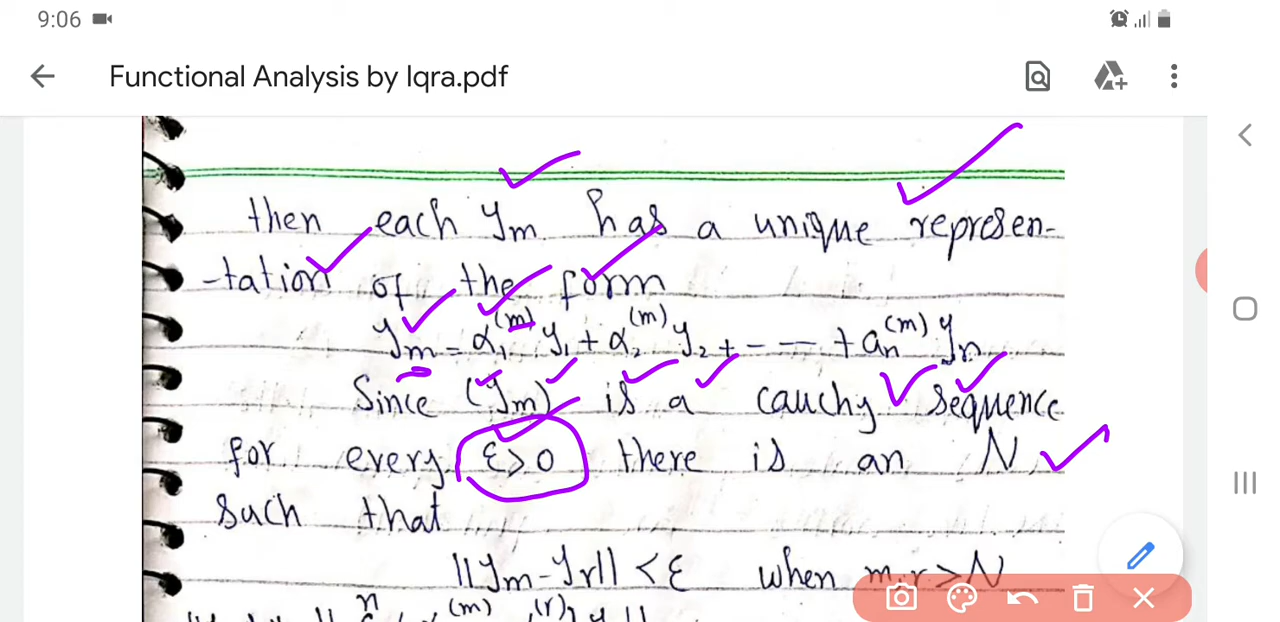 9:06
Functional Analysis by Iqra.pdf
then each ym has a unique represen-
-tation of the form
ym = α₁⁽ᵐ⁾ y₁ + α₂⁽ᵐ⁾ y₂ + - — + aₙ⁽ᵐ⁾ yn
Since (ym) is a cauchy sequence
for every ε>0 there is an N
such that
||ym - yr|| < ε when m,r > N